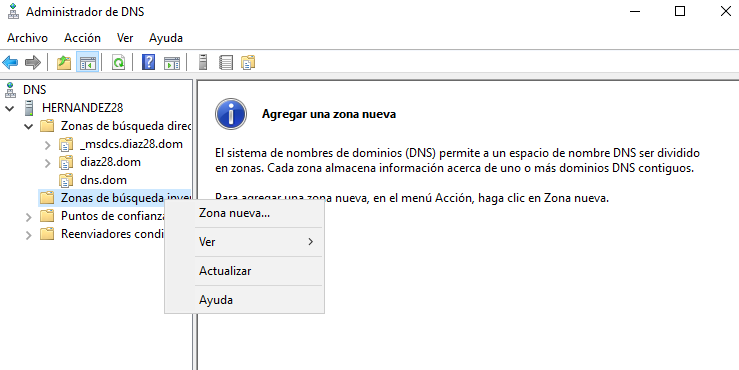 Administrador de DNS
Archivo Acción Ver Ayuda
DNS
HERNANDEZ28
Zonas de búsqueda direc
_msdcs.diaz28.dom
diaz28.dom
dns.dom
Zonas de búsqueda inver
Puntos de confianza
Reenviadores condi
Zona nueva...
Ver
Actualizar
Ayuda
Agregar una zona nueva
El sistema de nombres de dominios (DNS) permite a un espacio de nombre DNS ser dividido
en zonas. Cada zona almacena información acerca de uno o más dominios DNS contiguos.
Para agregar una zona nueva, en el menú Acción, haga clic en Zona nueva.